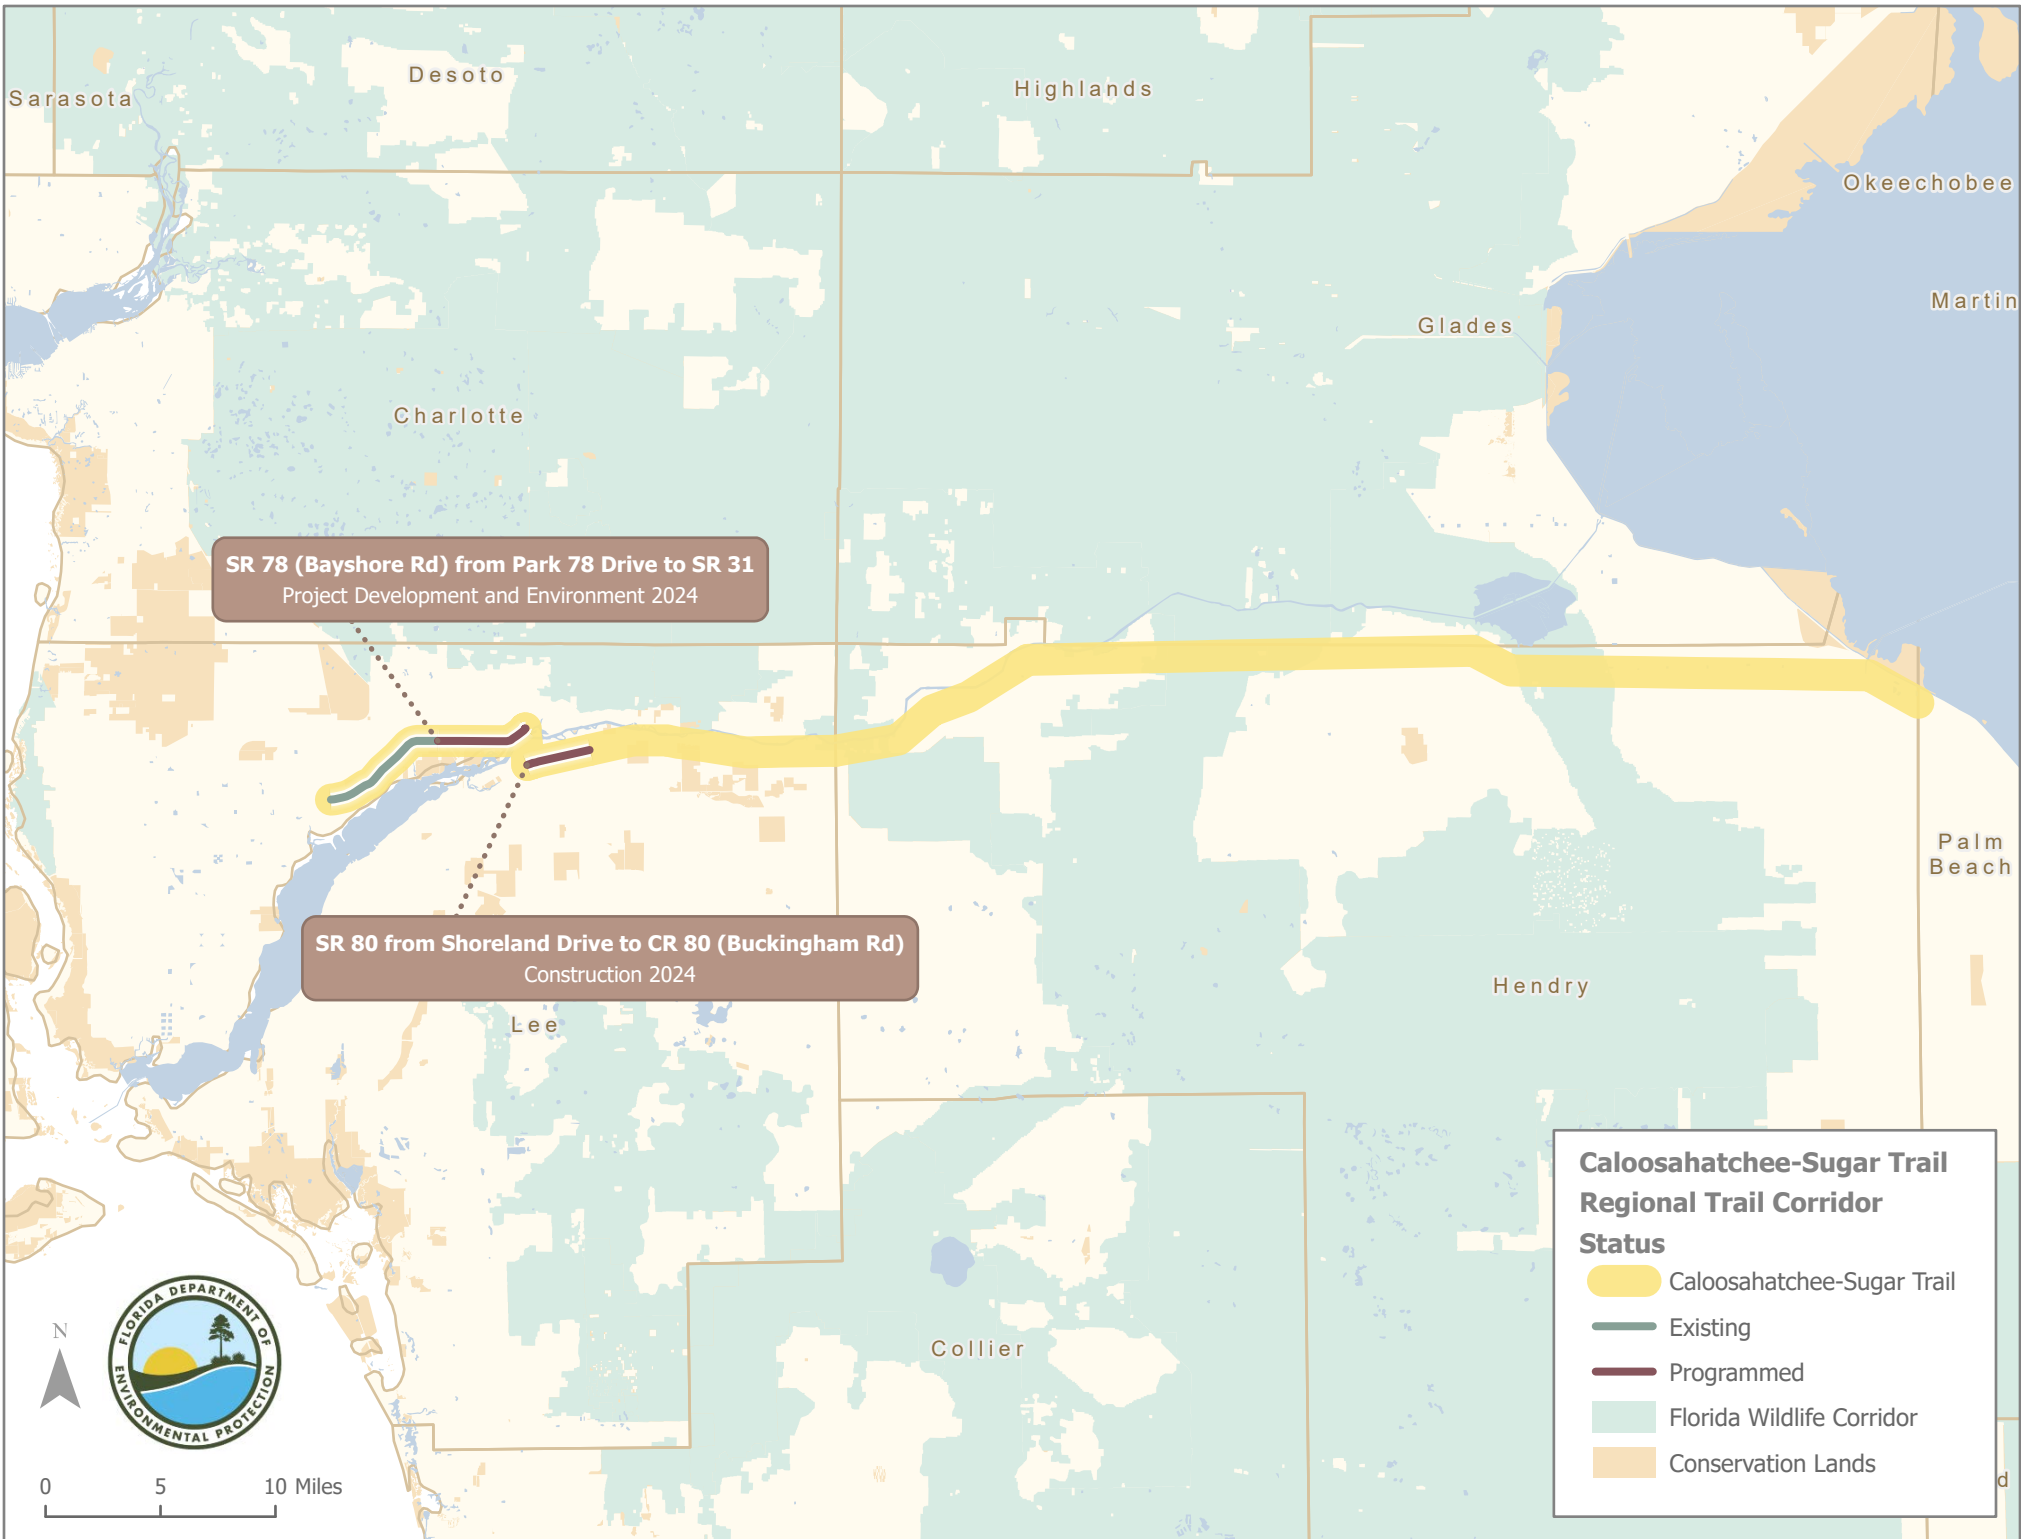 Sarasota
Desoto
Highlands
Okeechobee
Martin
Glades
Charlotte
SR 78 (Bayshore Rd) from Park 78 Drive to SR 31
Project Development and Environment 2024
Palm
Beach
SR 80 from Shoreland Drive to CR 80 (Buckingham Rd)
Construction 2024
Hendry
Lee
Collier
Caloosahatchee-Sugar Trail
Regional Trail Corridor
Status
Caloosahatchee-Sugar Trail
Existing
Programmed
Florida Wildlife Corridor
Conservation Lands
d
N
FLORIDA DEPARTMENT OF
ENVIRONMENTAL PROTECTION
0 5 10 Miles